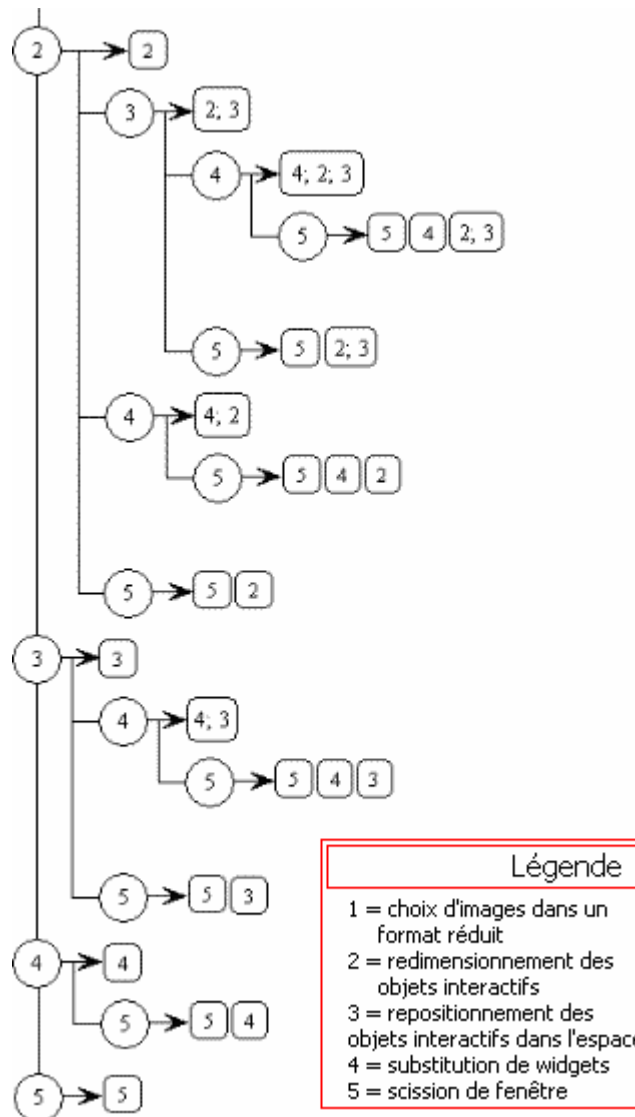 2 2
3 2; 3
4 4; 2; 3
5 5 4 2; 3
5 5 2; 3
4 4; 2
5 5 4 2
5 5 2
3 3
4 4; 3
5 5 4 3
5 5 3
4 4
5 5 4
5 5
Légende
1 = choix d'images dans un
format réduit
2 = redimensionnement des
objets interactifs
3 = repositionnement des
objets interactifs dans l'espace
4 = substitution de widgets
5 = scission de fenêtre